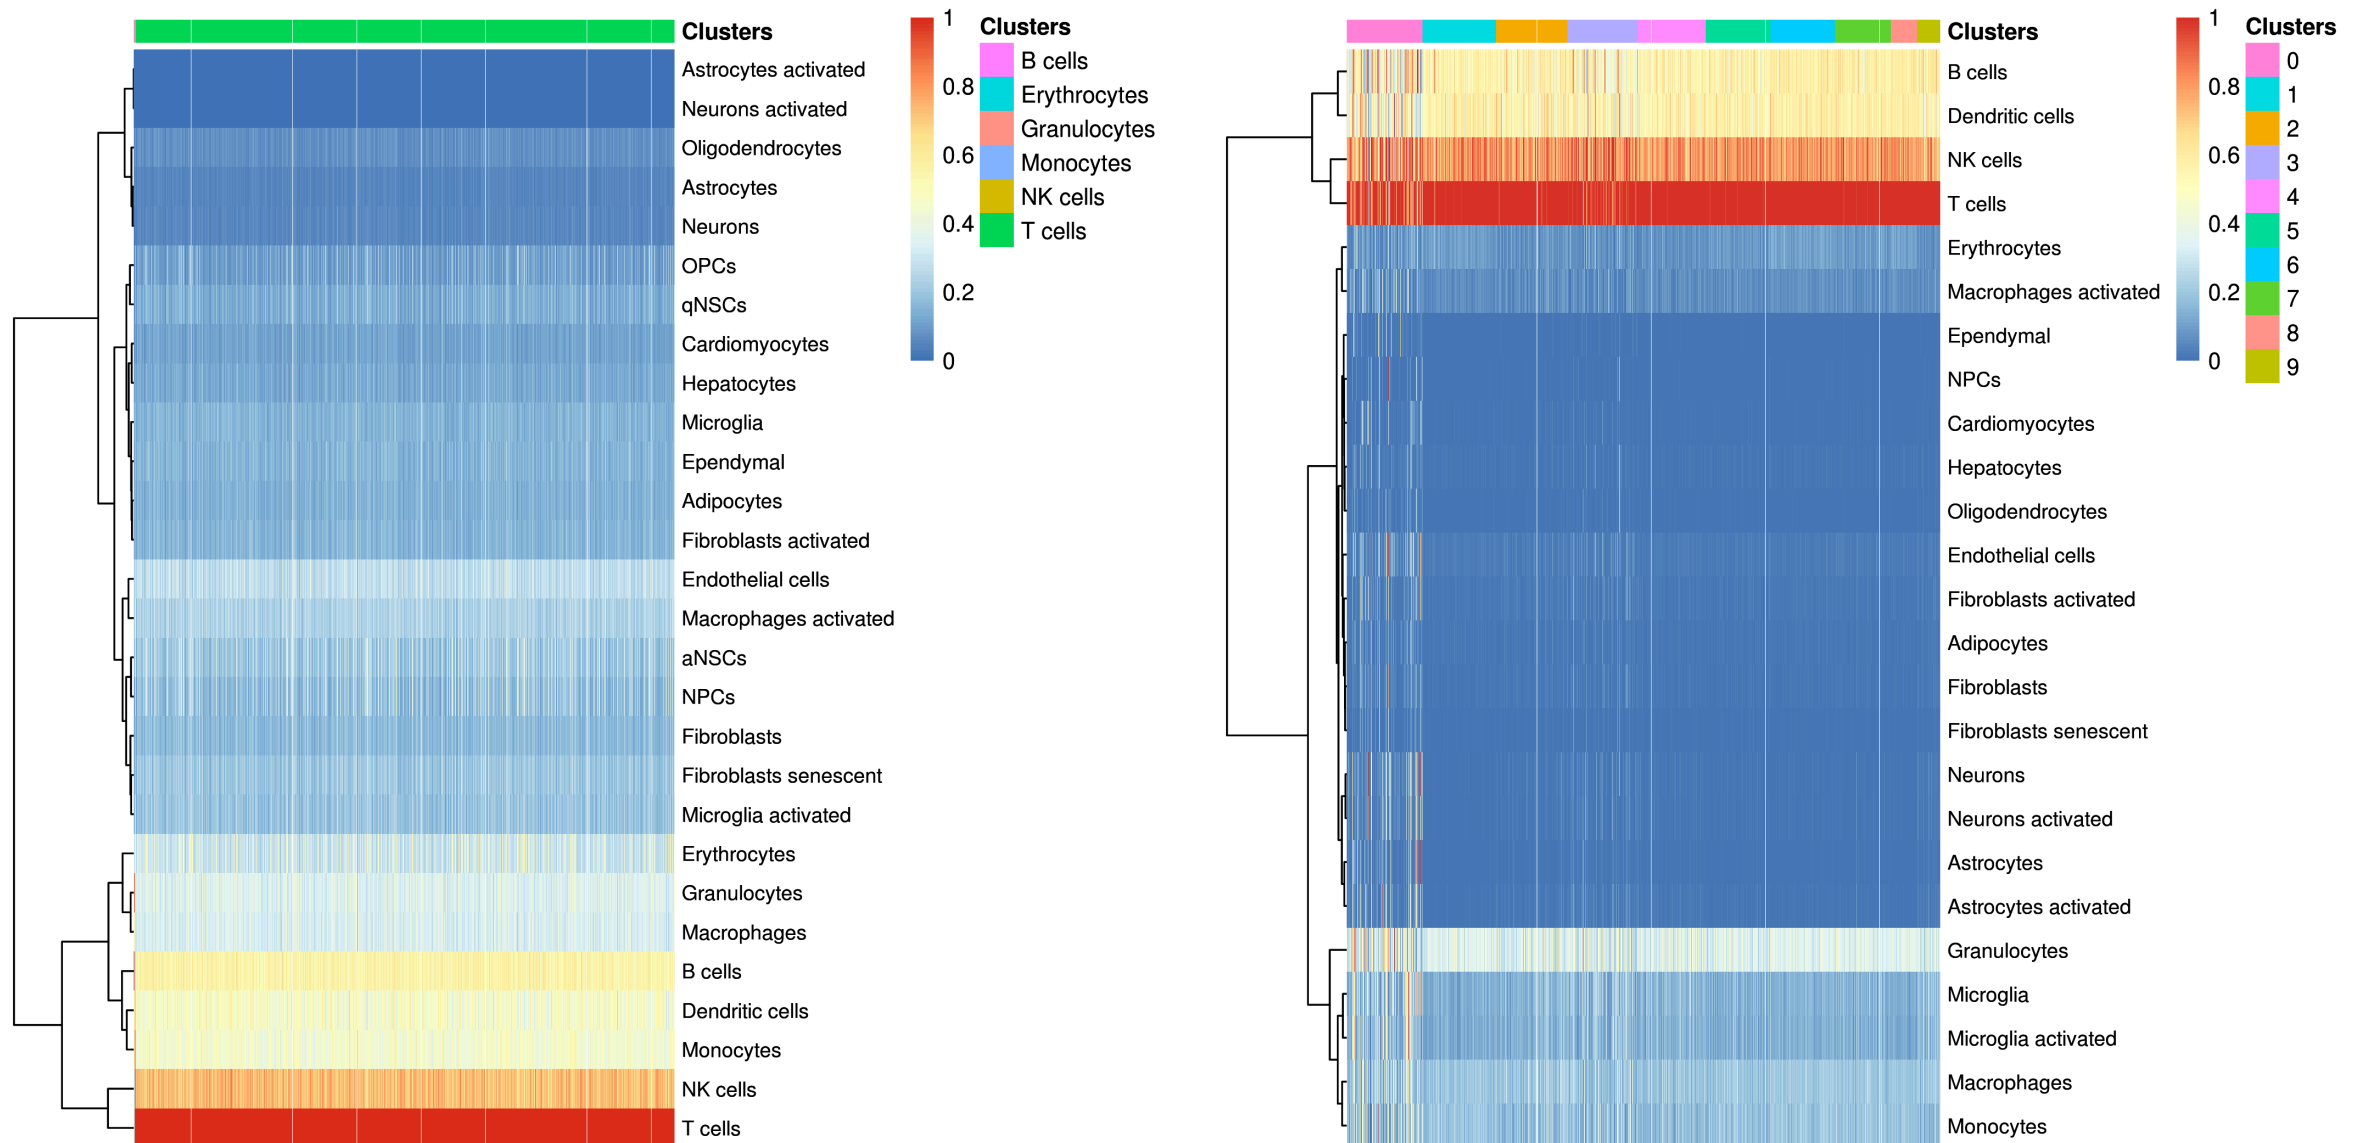 Clusters
Astrocytes activated
Neurons activated
Oligodendrocytes
Astrocytes
Neurons
OPCs
qNSCs
Cardiomyocytes
Hepatocytes
Microglia
Ependymal
Adipocytes
Fibroblasts activated
Endothelial cells
Macrophages activated
aNSCs
NPCs
Fibroblasts
Fibroblasts senescent
Microglia activated
Erythrocytes
Granulocytes
Macrophages
B cells
Dendritic cells
Monocytes
NK cells
T cells
1
0.8
0.6
0.4
0.2
0
Clusters
B cells
Erythrocytes
Granulocytes
Monocytes
NK cells
T cells
Clusters
B cells
Dendritic cells
NK cells
T cells
Erythrocytes
Macrophages activated
Ependymal
NPCs
Cardiomyocytes
Hepatocytes
Oligodendrocytes
Endothelial cells
Fibroblasts activated
Adipocytes
Fibroblasts
Fibroblasts senescent
Neurons
Neurons activated
Astrocytes
Astrocytes activated
Granulocytes
Microglia
Microglia activated
Macrophages
Monocytes
1
0.8
0.6
0.4
0.2
0
Clusters
0
1
2
3
4
5
6
7
8
9